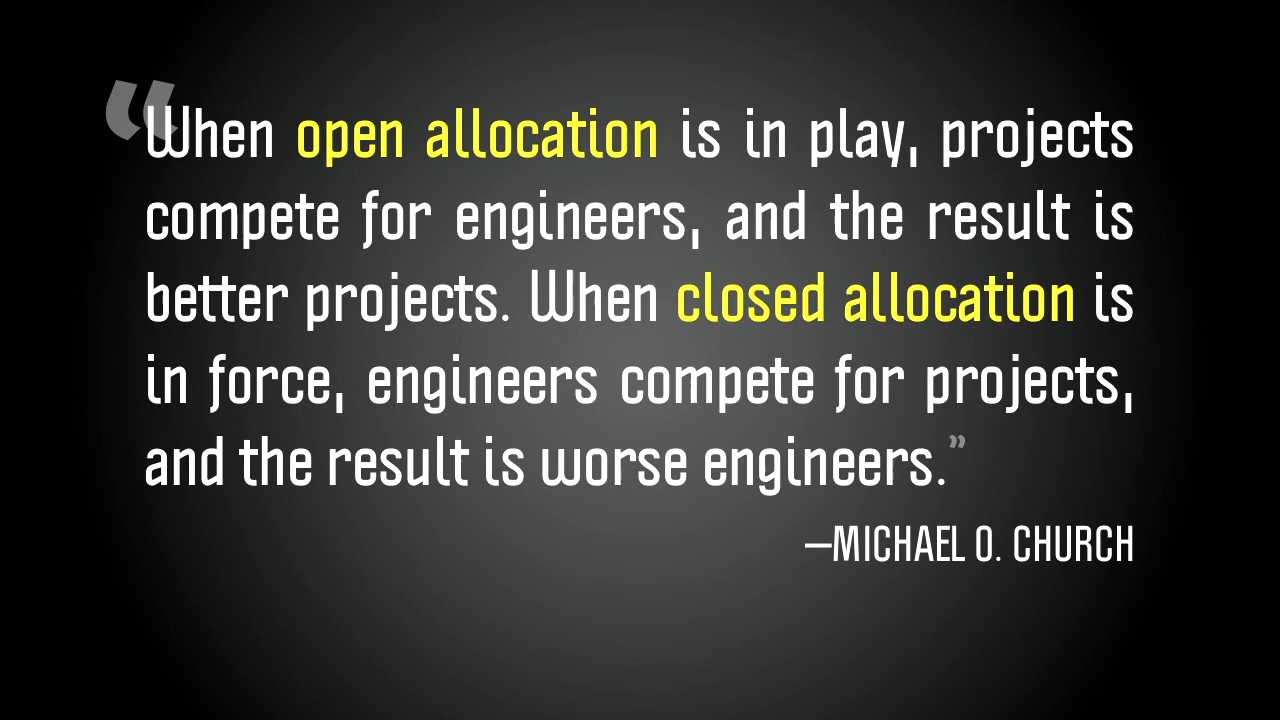 “When open allocation is in play, projects
compete for engineers, and the result is
better projects. When closed allocation is
in force, engineers compete for projects,
and the result is worse engineers.”
—MICHAEL O. CHURCH